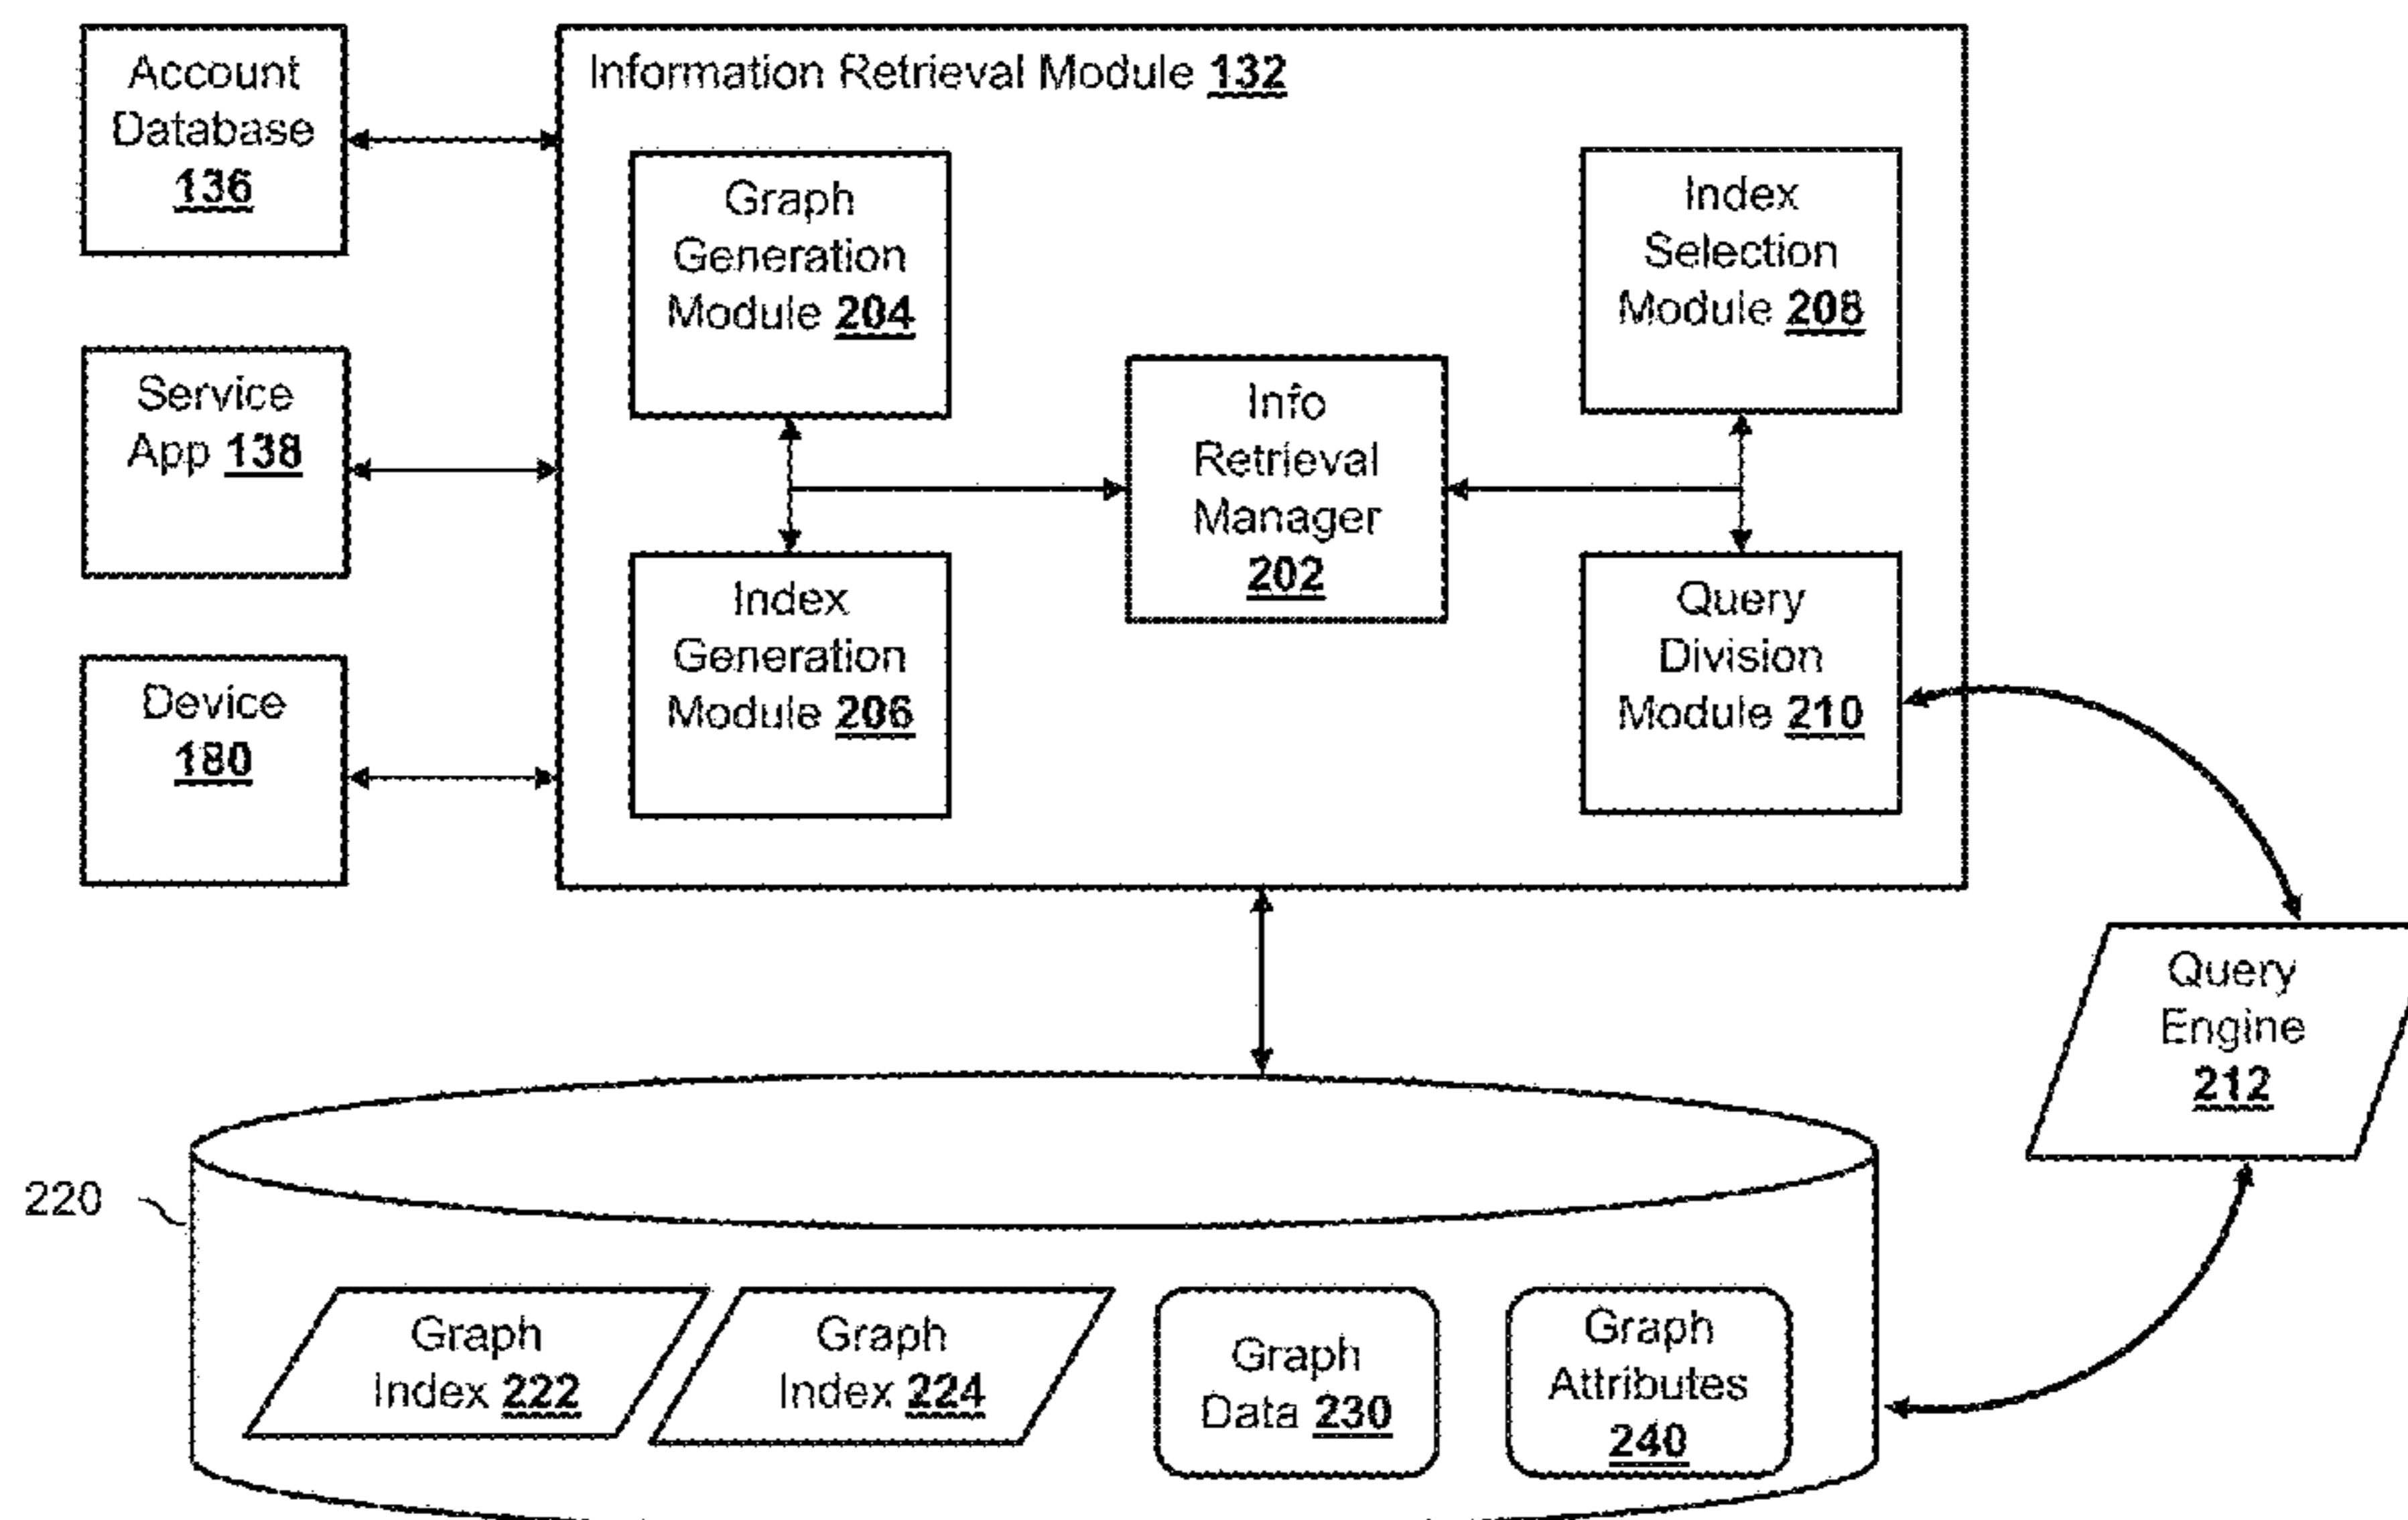 Account
Database
136
Information Retrieval Module 132
Graph
Generation
Module 204
Index
Selection
Module 208
Service
App 138
Info
Retrieval
Manager
202
Index
Generation
Module 206
Query
Division
Module 210
Device
180
Query
Engine
212
220
Graph
Index 222
Graph
Index 224
Graph
Data 230
Graph
Attributes
240